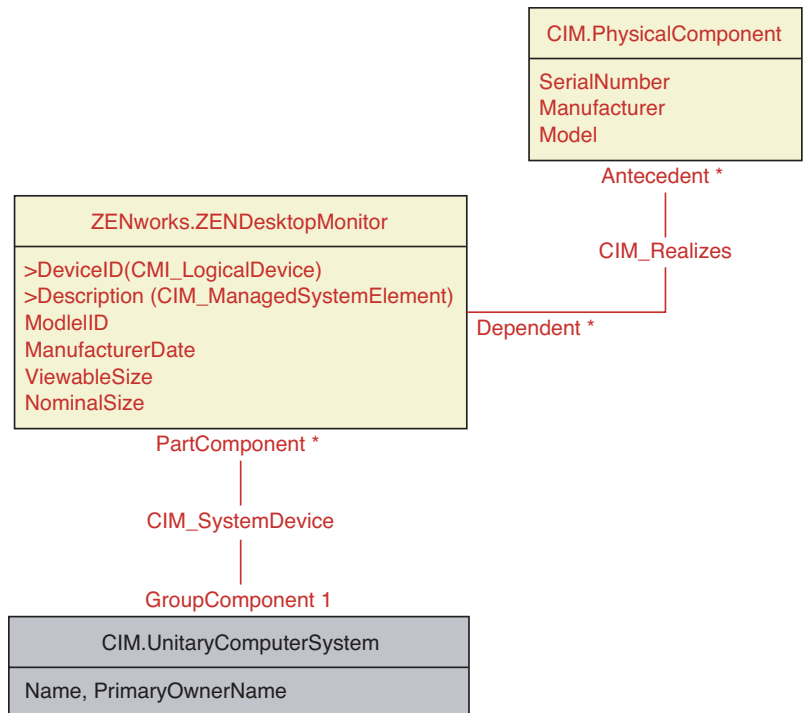 CIM.PhysicalComponent
SerialNumber
Manufacturer
Model
Antecedent *
CIM_Realizes
Dependent *
ZENworks.ZENDesktopMonitor
>DeviceID(CMI_LogicalDevice)
>Description (CIM_ManagedSystemElement)
ModleIID
ManufacturerDate
ViewableSize
NominalSize
PartComponent *
CIM_SystemDevice
GroupComponent 1
CIM.UnitaryComputerSystem
Name, PrimaryOwnerName